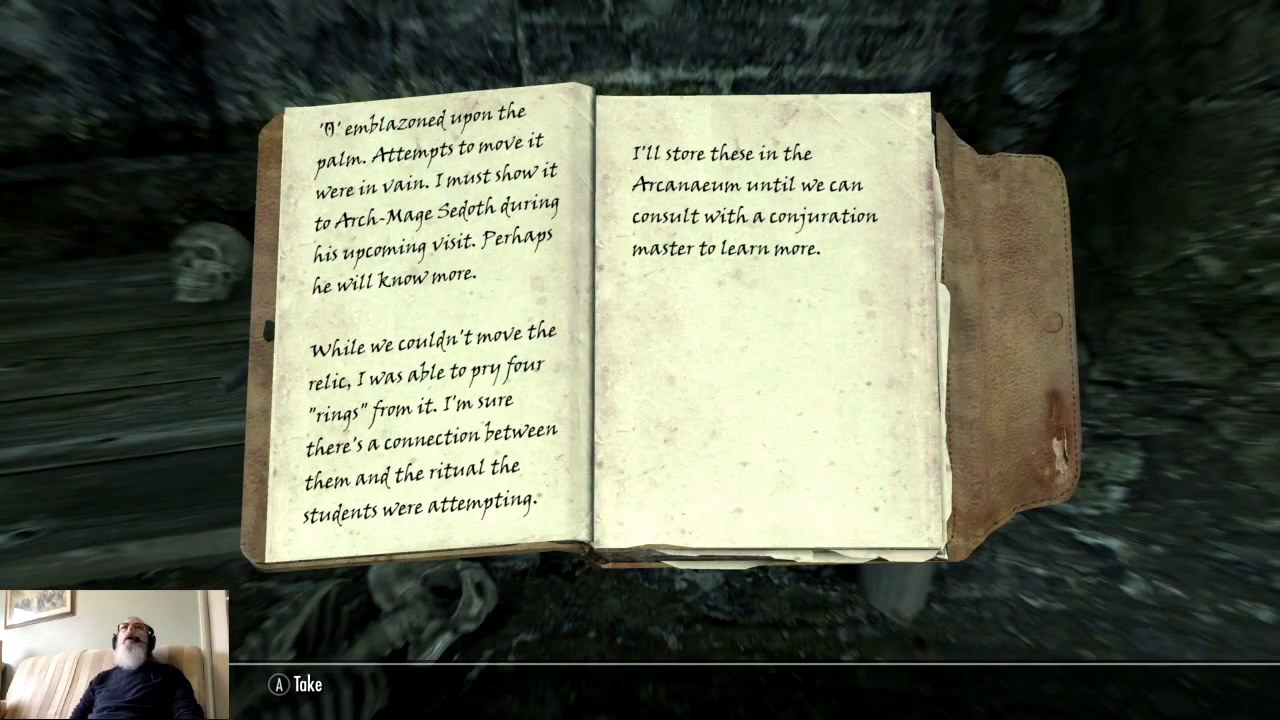 'O' emblazoned upon the
palm. Attempts to move it
were in vain. I must show it
to Arch-Mage Sedoth during
his upcoming visit. Perhaps
he will know more.
While we couldn't move the
relic, I was able to pry four
"rings" from it. I'm sure
there's a connection between
them and the ritual the
students were attempting.
I'll store these in the
Arcanaeum until we can
consult with a conjuration
master to learn more.
A Take